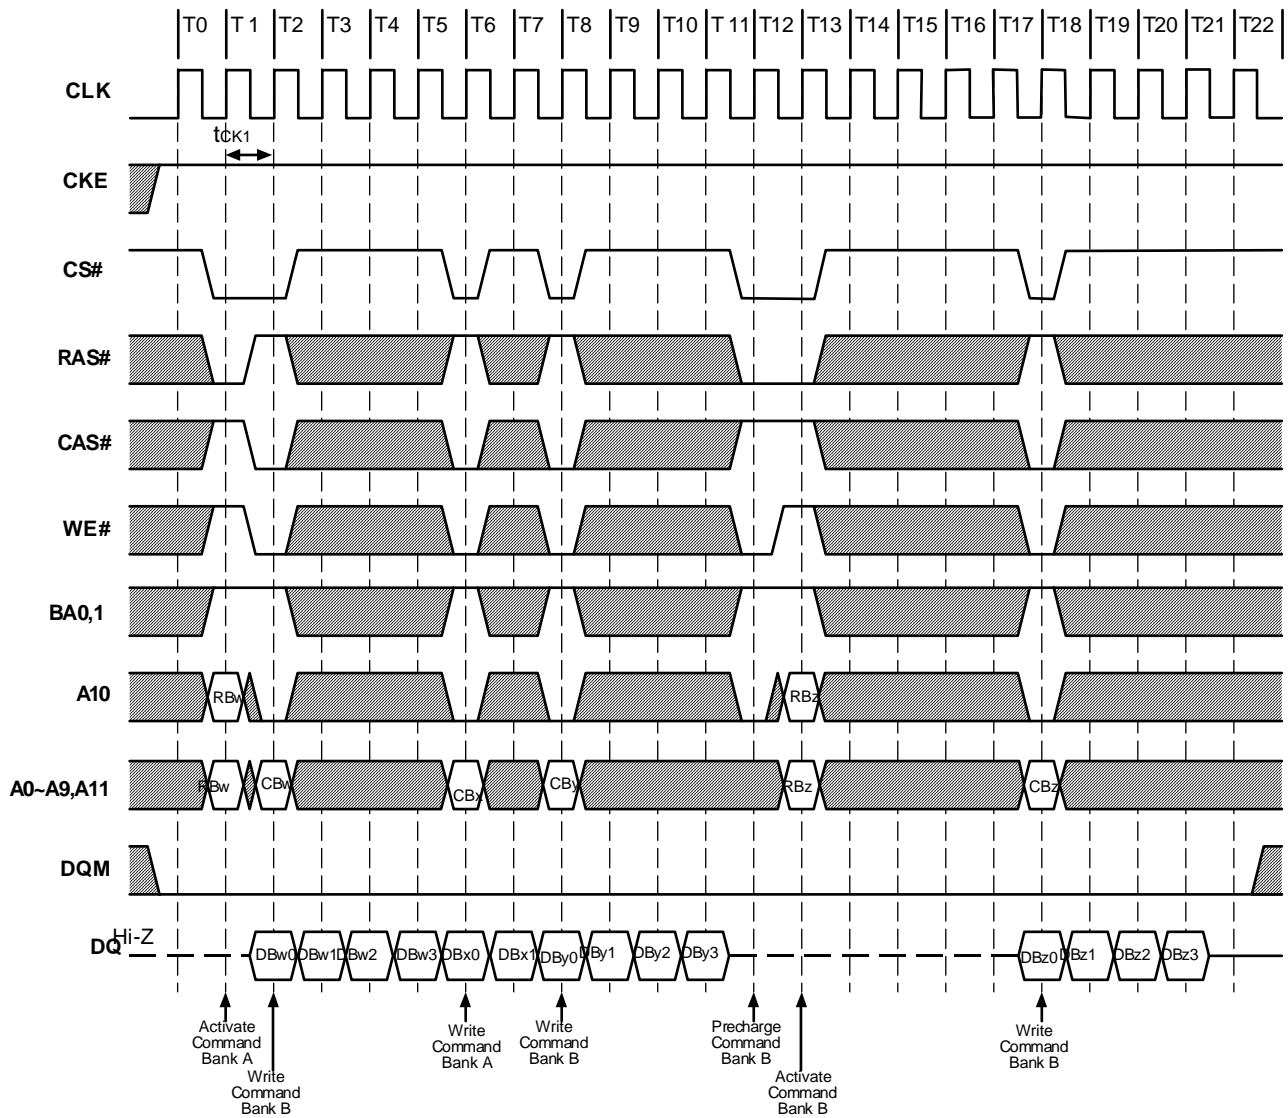 T0 T 1 T2 T3 T4 T5 T6 T7 T8 T9 T10 T 11 T12 T13 T14 T15 T16 T17 T18 T19 T20 T21 T22
CLK
tCK1
CKE
CS#
RAS#
CAS#
WE#
BA0,1
A10
RBw RBz
A0~A9,A11
RBw CBw CBx CBy RBz CBz
DQM
Hi-Z
DQ
DBw0 DBw1 DBw2 DBw3 DBx0 DBx1 DBy0 DBy1 DBy2 DBy3 DBz0 DBz1 DBz2 DBz3
Activate
Command
Bank A
Write
Command
Bank B
Write
Command
Bank A
Write
Command
Bank B
Precharge
Command
Bank B
Activate
Command
Bank B
Write
Command
Bank B